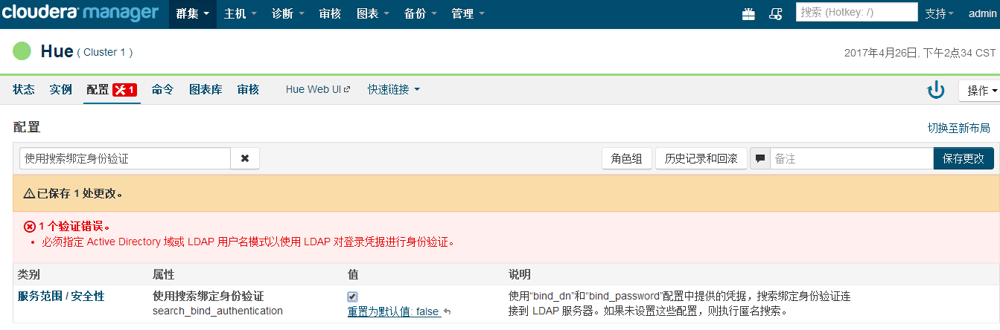 cloudera manager 群集 主机 诊断 审核 图表 备份 管理 搜索 (Hotkey: /) 支持 admin
Hue ( Cluster 1 ) 2017年4月26日, 下午2点34 CST
状态 实例 配置 1 命令 图表库 审核 Hue Web UI 快速链接 操作
配置 切换至新布局
使用搜索绑定身份验证 角色组 历史记录和回滚 备注 保存更改
已保存 1 处更改。
1 个验证错误。
必须指定 Active Directory 域或 LDAP 用户名模式以使用 LDAP 对登录凭据进行身份验证。
类别 属性 值 说明
服务范围 / 安全性 使用搜索绑定身份验证 使用“bind_dn”和“bind_password”配置中提供的凭据，搜索绑定身份验证连
search_bind_authentication 重置为默认值: false 接到 LDAP 服务器。如果未设置这些配置，则执行匿名搜索。